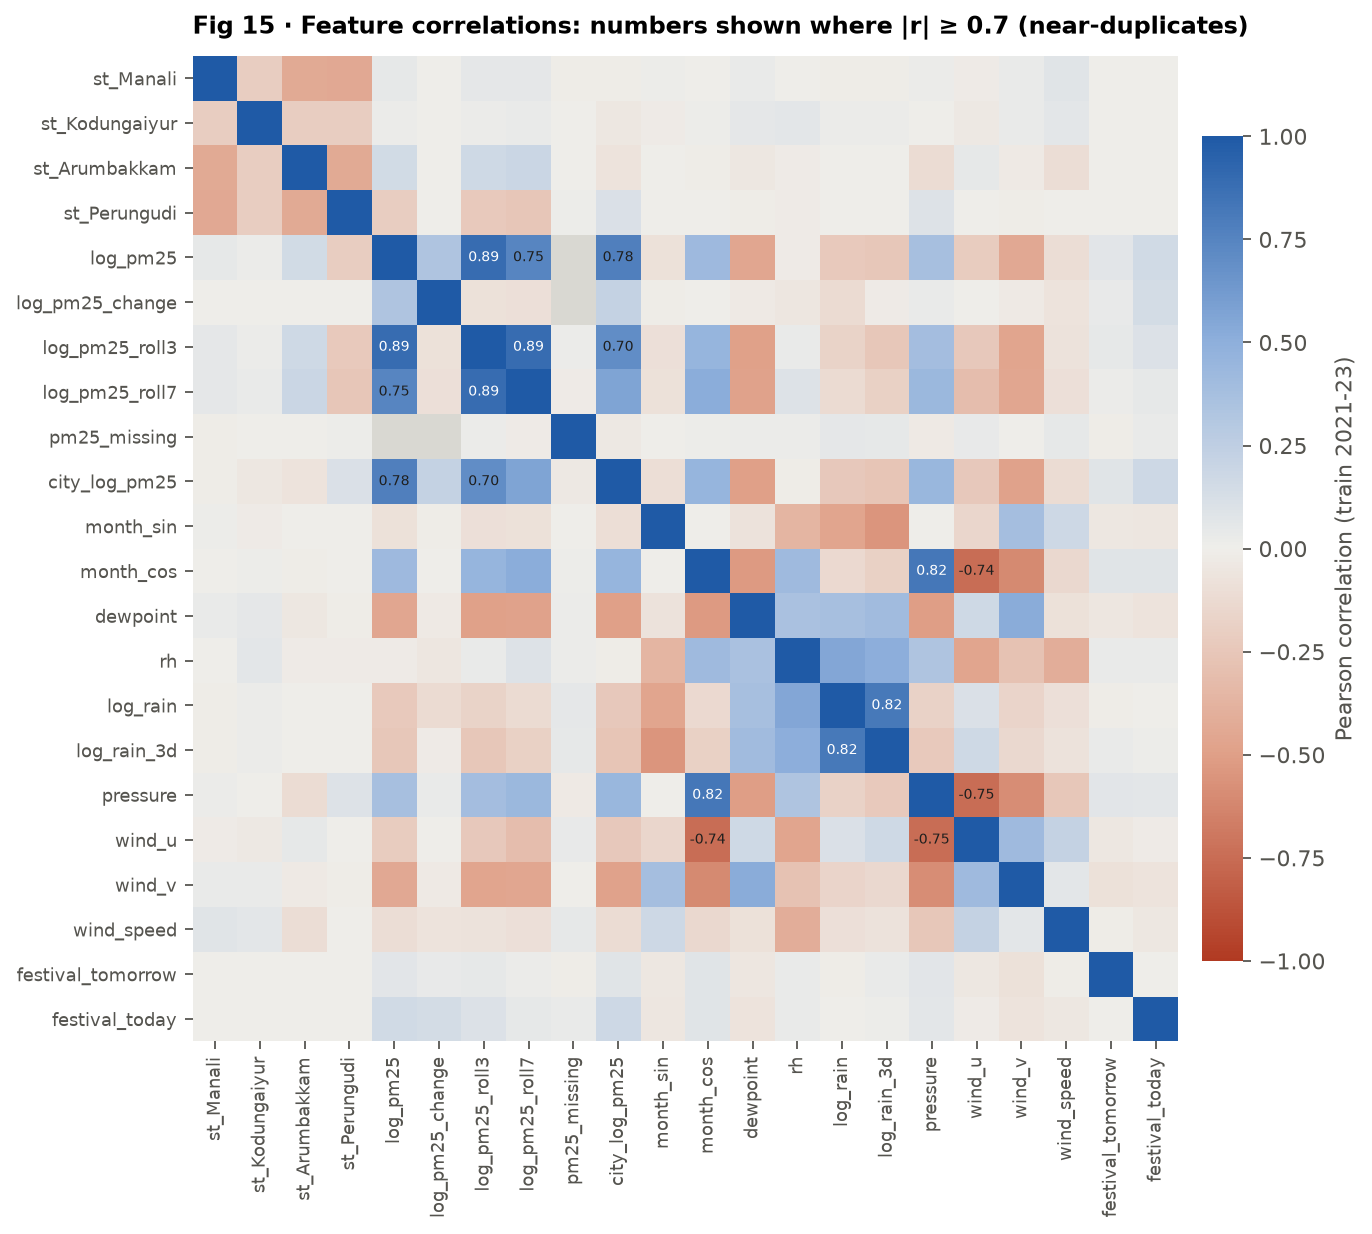 Fig 15 · Feature correlations: numbers shown where |r| ≥ 0.7 (near-duplicates)
st_Manali
st_Kodungaiyur
st_Arumbakkam
st_Perungudi
log_pm25 0.89 0.75 0.78
log_pm25_change
log_pm25_roll3 0.89 0.89 0.70
log_pm25_roll7 0.75 0.89
pm25_missing
city_log_pm25 0.78 0.70
month_sin
month_cos 0.82 -0.74
dewpoint
rh
log_rain 0.82
log_rain_3d 0.82
pressure 0.82 -0.75
wind_u -0.74 -0.75
wind_v
wind_speed
festival_tomorrow
festival_today
st_Manali
st_Kodungaiyur
st_Arumbakkam
st_Perungudi
log_pm25
log_pm25_change
log_pm25_roll3
log_pm25_roll7
pm25_missing
city_log_pm25
month_sin
month_cos
dewpoint
rh
log_rain
log_rain_3d
pressure
wind_u
wind_v
wind_speed
festival_tomorrow
festival_today
1.00
0.75
0.50
0.25
0.00
−0.25
−0.50
−0.75
−1.00
Pearson correlation (train 2021-23)